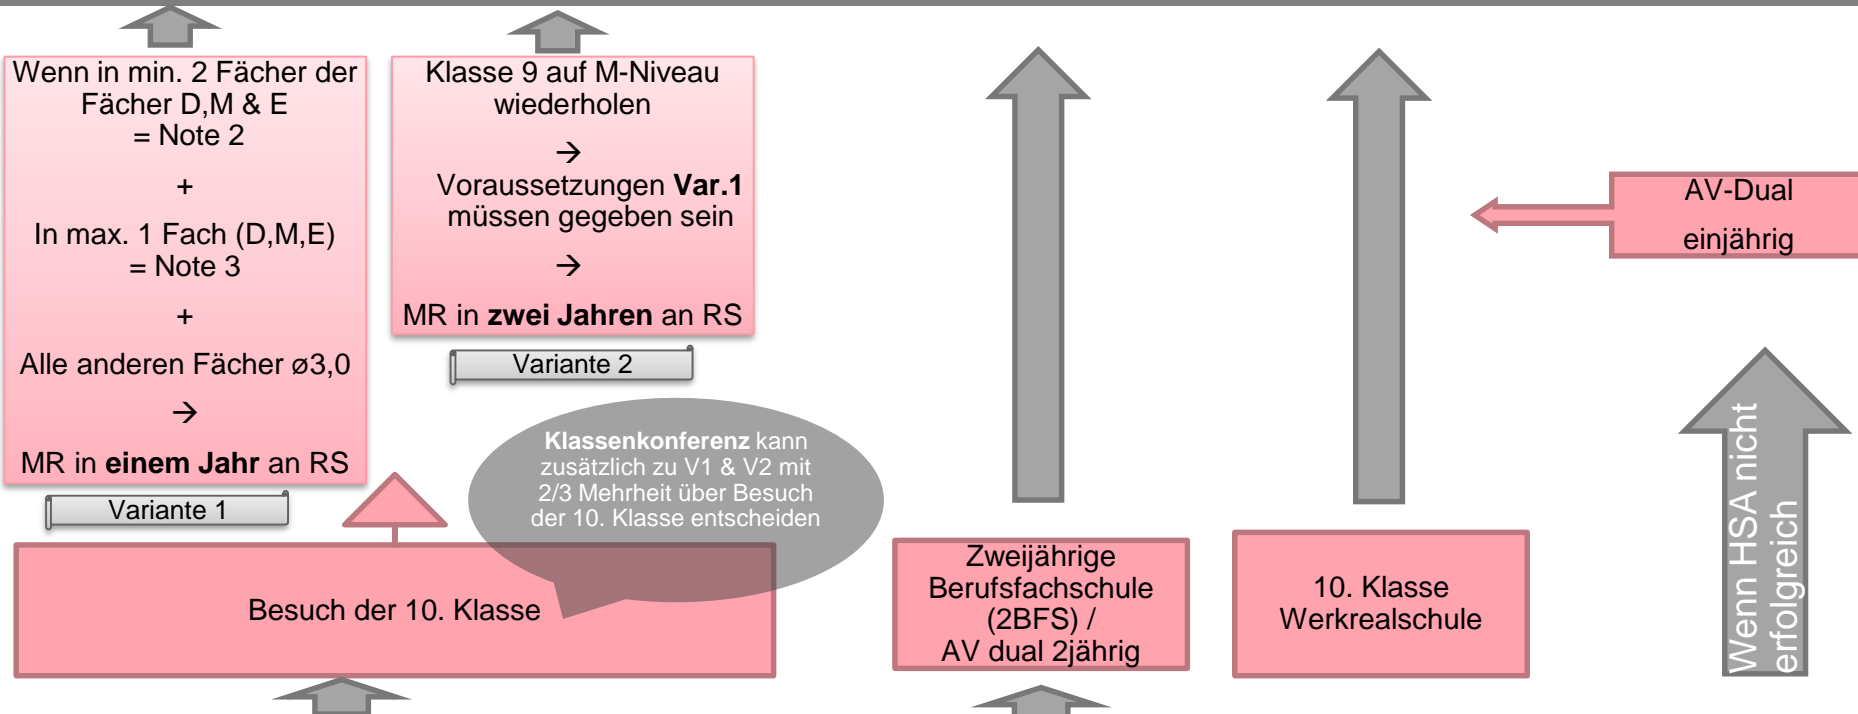 Wenn in min. 2 Fächer der
Fächer D,M & E
= Note 2
+
In max. 1 Fach (D,M,E)
= Note 3
+
Alle anderen Fächer ø3,0
→
MR in einem Jahr an RS
Variante 1
Klasse 9 auf M-Niveau
wiederholen
→
Voraussetzungen Var.1
müssen gegeben sein
→
MR in zwei Jahren an RS
Variante 2
Klassenkonferenz kann
zusätzlich zu V1 & V2 mit
2/3 Mehrheit über Besuch
der 10. Klasse entscheiden
Besuch der 10. Klasse
Zweijährige
Berufsfachschule
(2BFS) /
AV dual 2jährig
10. Klasse
Werkrealschule
AV-Dual
einjährig
Wenn HSA nicht
erfolgreich